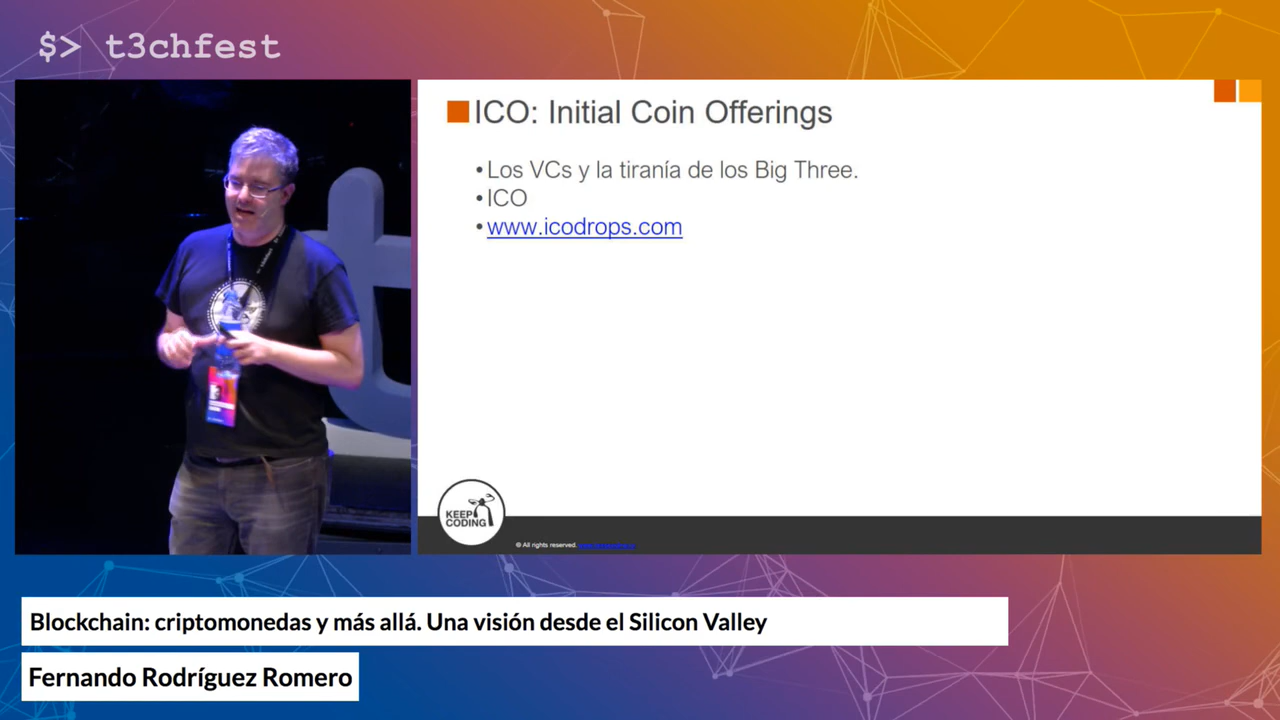 $> t3chfest
ICO: Initial Coin Offerings
•Los VCs y la tiranía de los Big Three.
•ICO
•www.icodrops.com
KEEP
CODING
© All rights reserved.
Blockchain: criptomonedas y más allá. Una visión desde el Silicon Valley
Fernando Rodríguez Romero